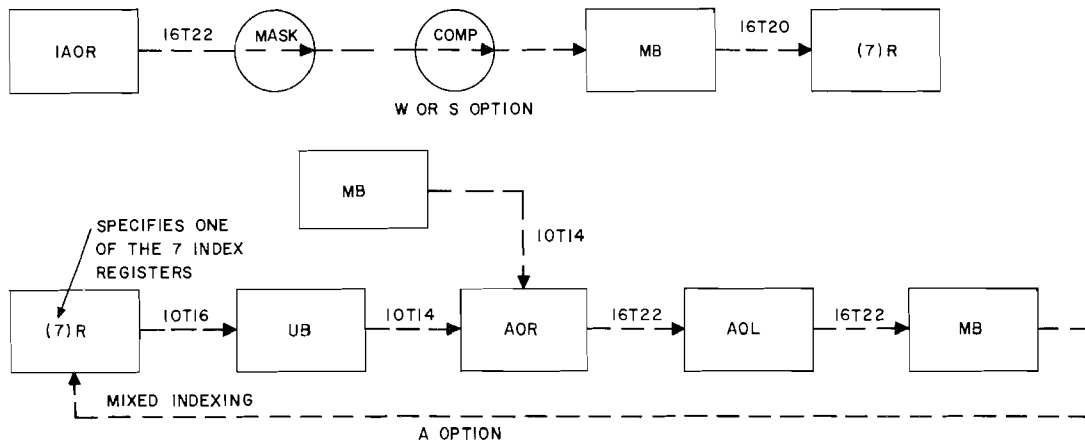 16T22 MASK COMP 16T20
IAOR MB (7)R
W OR S OPTION
MB
SPECIFIES ONE
OF THE 7 INDEX
REGISTERS
10T14
10T16 10T14 16T22 16T22
(7)R UB AOR AOL MB
MIXED INDEXING
A OPTION